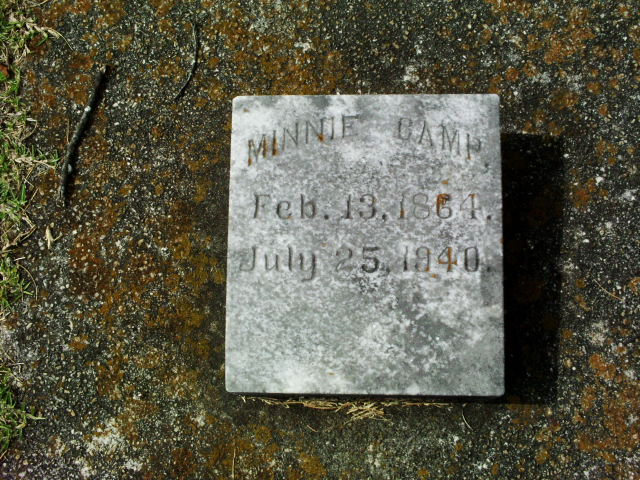 MINNIE CAMP.
Feb. 13, 1864.
July 25, 1940.